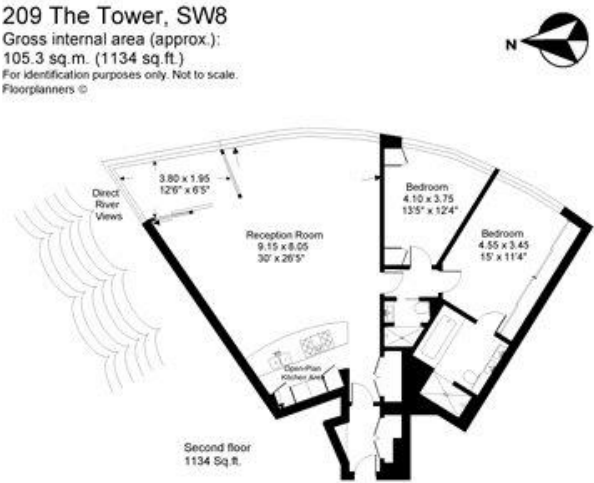 209 The Tower, SW8
Gross internal area (approx.):
105.3 sq.m. (1134 sq.ft.)
For identification purposes only. Not to scale.
Floorplanners ©
N
3.80 x 1.95
12'6" x 6'5"
Direct
River
Views
Reception Room
9.15 x 8.05
30' x 26'5"
Bedroom
4.10 x 3.75
13'5" x 12'4"
Bedroom
4.55 x 3.45
15' x 11'4"
Open-Plan
Kitchen Area
Second floor
1134 Sq.ft.